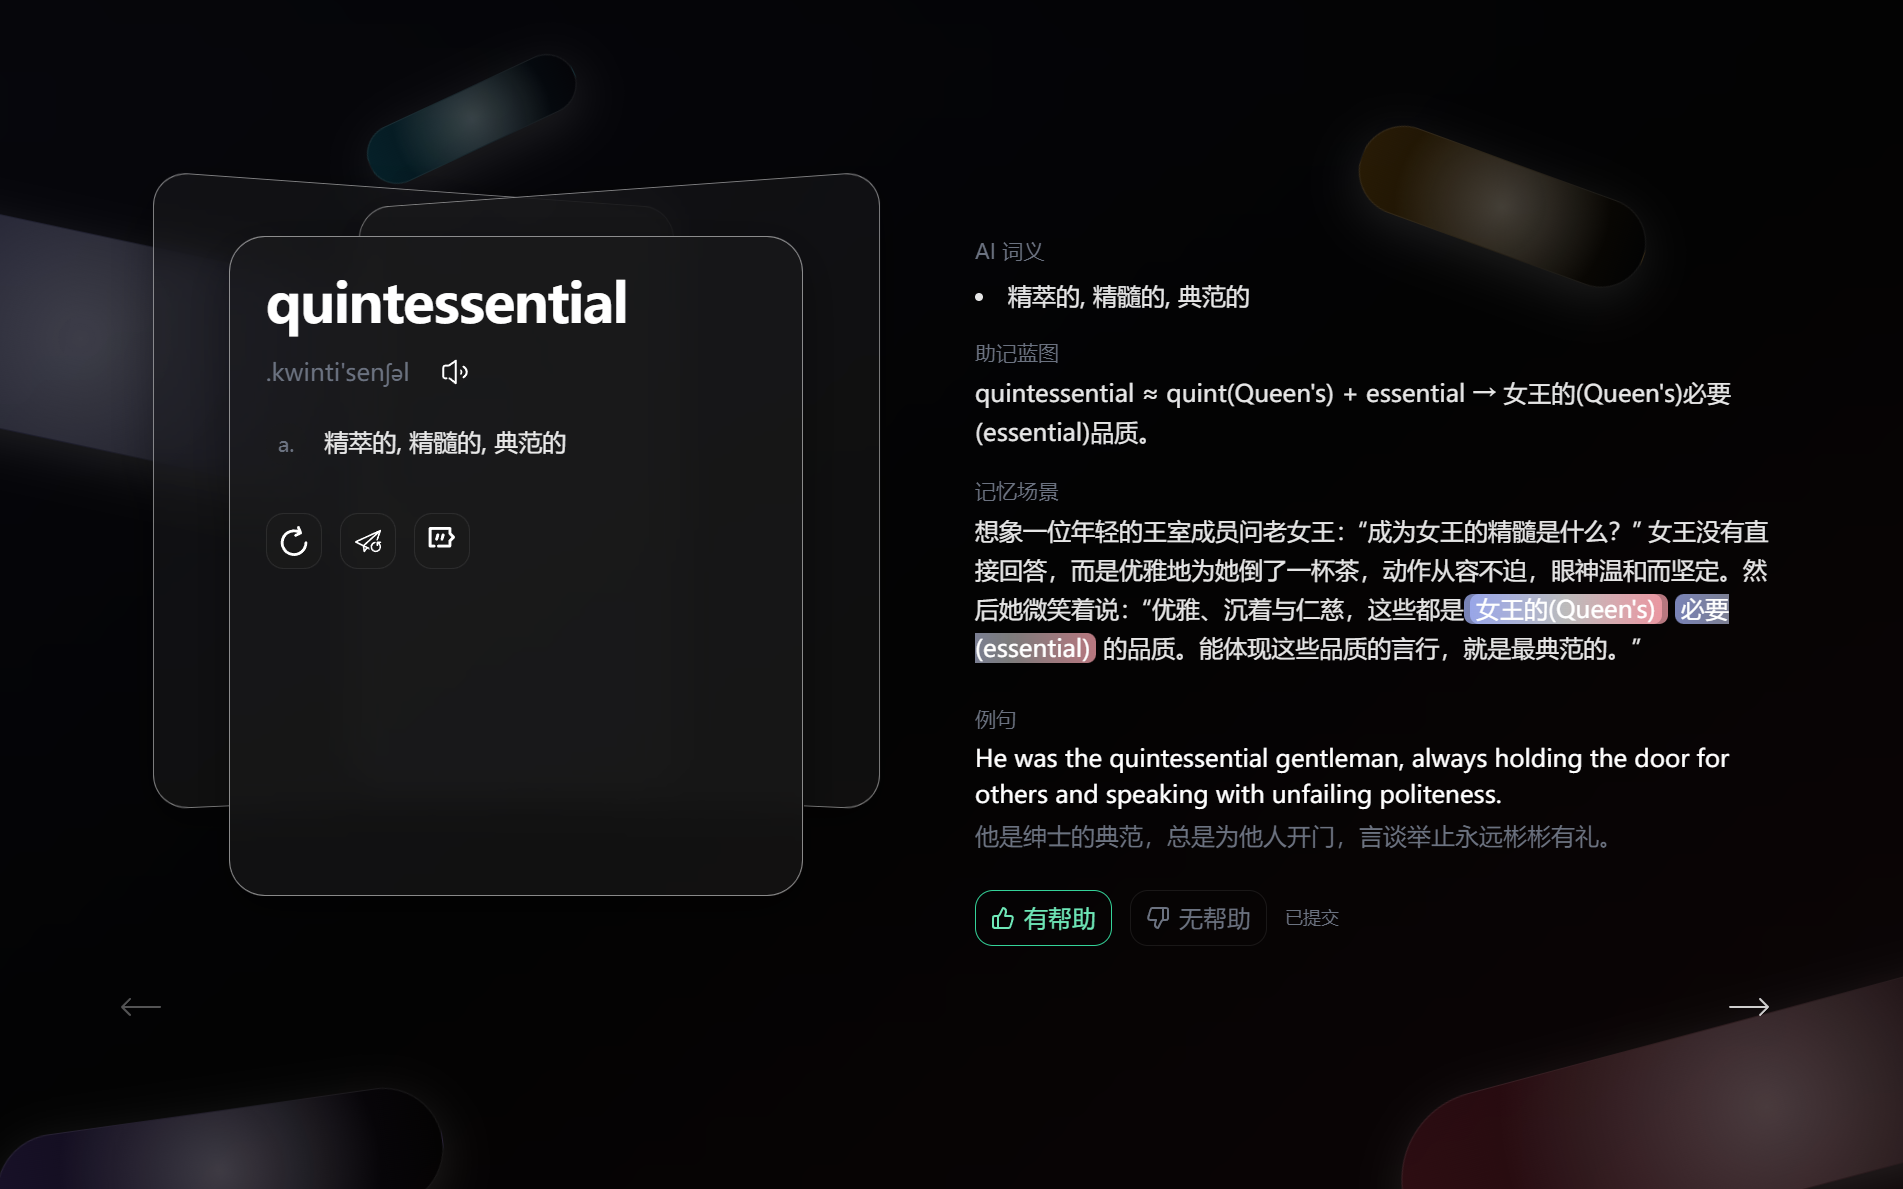 quintessential
.kwinti'senʃəl
a. 精萃的, 精髓的, 典范的
AI 词义
• 精萃的, 精髓的, 典范的
助记蓝图
quintessential ≈ quint(Queen's) + essential → 女王的(Queen's)必要
(essential)品质。
记忆场景
想象一位年轻的王室成员问老女王：“成为女王的精髓是什么？” 女王没有直
接回答，而是优雅地为她倒了一杯茶，动作从容不迫，眼神温和而坚定。然
后她微笑着说：“优雅、沉着与仁慈，这些都是 女王的(Queen's) 必要
(essential) 的品质。能体现这些品质的言行，就是最典范的。”
例句
He was the quintessential gentleman, always holding the door for
others and speaking with unfailing politeness.
他是绅士的典范，总是为他人开门，言谈举止永远彬彬有礼。
有帮助 无帮助 已提交